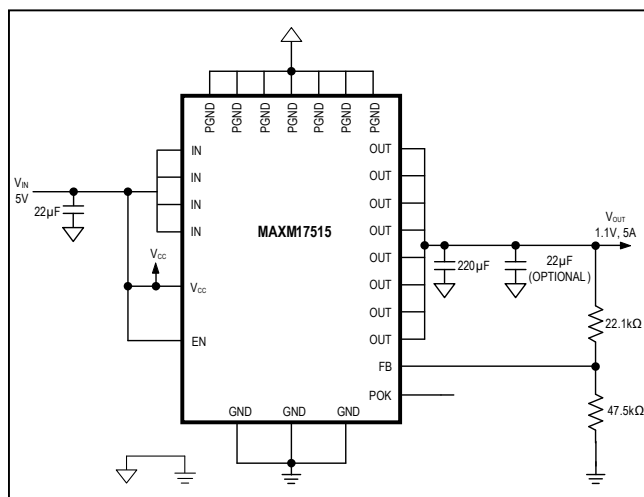 PGND PGND PGND PGND PGND PGND PGND
IN
IN
IN
IN
VIN
5V
22µF
VCC
VCC
EN
MAXM17515
OUT
OUT
OUT
OUT
OUT
OUT
OUT
OUT
FB
POK
GND GND GND
220µF
22µF
(OPTIONAL)
VOUT
1.1V, 5A
22.1kΩ
47.5kΩ